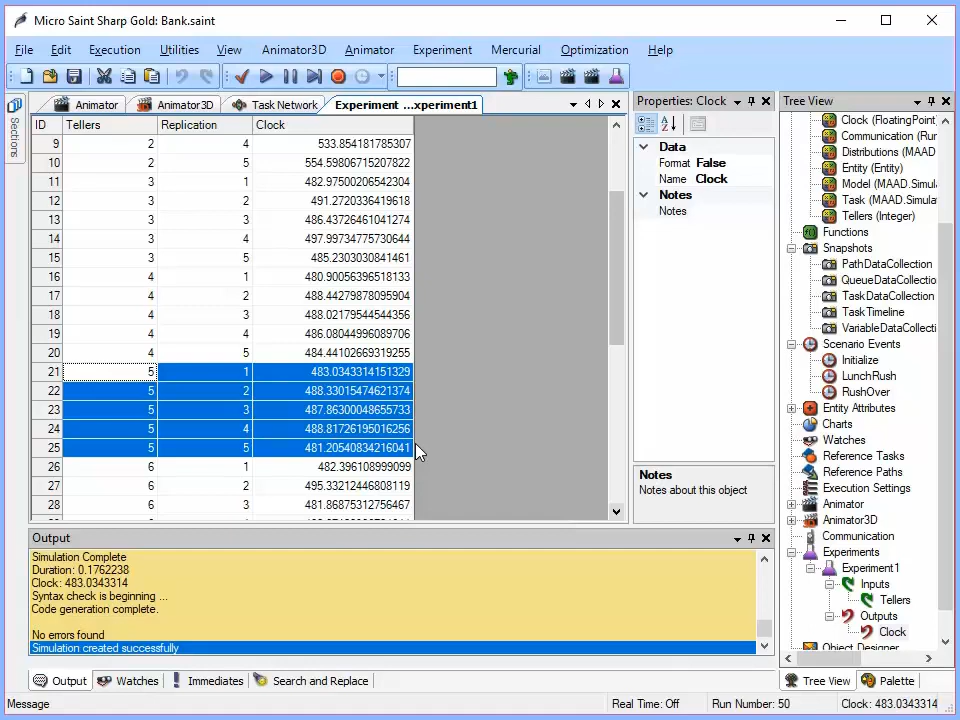 Micro Saint Sharp Gold: Bank.saint
File Edit Execution Utilities View Animator3D Animator Experiment Mercurial Optimization Help
Sections
Animator Animator3D Task Network Experiment ...xperiment1
ID Tellers Replication Clock
9 2 4 533.854181785307
10 2 5 554.59806715207822
11 3 1 482.97500206542304
12 3 2 491.2720336419618
13 3 3 486.43726461041274
14 3 4 497.99734775730644
15 3 5 485.2303030841461
16 4 1 480.90056396518133
17 4 2 488.44279878095904
18 4 3 488.02179544544356
19 4 4 486.08044996089706
20 4 5 484.44102669319255
21 5 1 483.0343314151329
22 5 2 488.33015474621374
23 5 3 487.86300048655733
24 5 4 488.81726195016256
25 5 5 481.20540834216041
26 6 1 482.396108999099
27 6 2 495.33212446808119
28 6 3 481.86875312756467
Properties: Clock
Data
Format False
Name Clock
Notes
Notes
Notes
Notes about this object
Tree View
Clock (FloatingPoint)
Communication (Rur
Distributions (MAAD
Entity (Entity)
Model (MAAD.Simula
Task (MAAD.Simula
Tellers (Integer)
Functions
Snapshots
PathDataCollection
QueueDataCollectio
TaskDataCollection
TaskTimeline
VariableDataCollecti
Scenario Events
Initialize
LunchRush
RushOver
Entity Attributes
Charts
Watches
Reference Tasks
Reference Paths
Execution Settings
Animator
Animator3D
Communication
Experiments
Experiment1
Inputs
Tellers
Outputs
Clock
Object Designer
Output
Simulation Complete
Duration: 0.1762238
Clock: 483.0343314
Syntax check is beginning ...
Code generation complete.
No errors found
Simulation created successfully
Output Watches Immediates Search and Replace
Tree View Palette
Message Real Time: Off Run Number: 50 Clock: 483.0343314